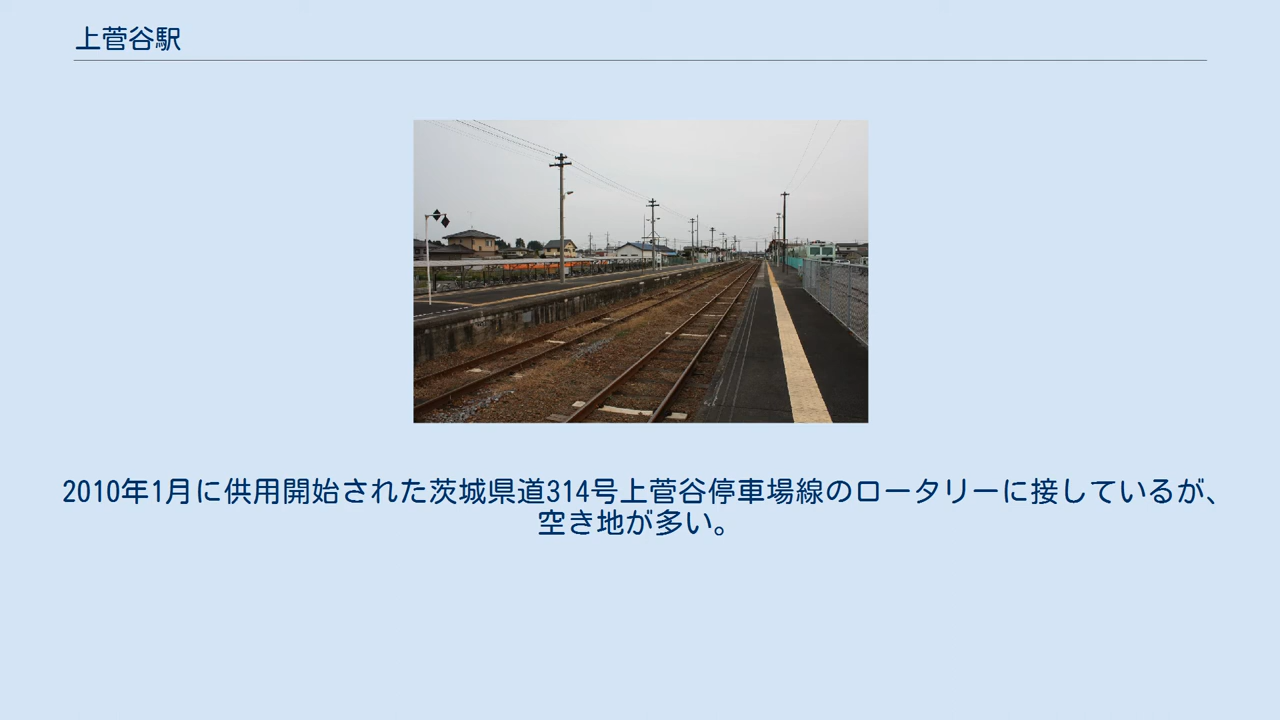 上菅谷駅
2010年1月に供用開始された茨城県道314号上菅谷停車場線のロータリーに接しているが、
空き地が多い。